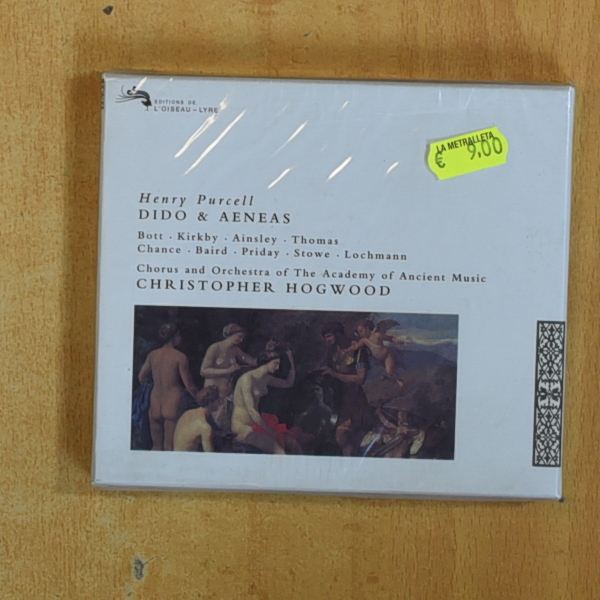 EDITIONS DE
L'OISEAU-LYRE
LA METRALLETA
€ 9,00
Henry Purcell
DIDO & AENEAS
Bott · Kirkby · Ainsley · Thomas
Chance · Baird · Priday · Stowe · Lochmann
Chorus and Orchestra of The Academy of Ancient Music
CHRISTOPHER HOGWOOD